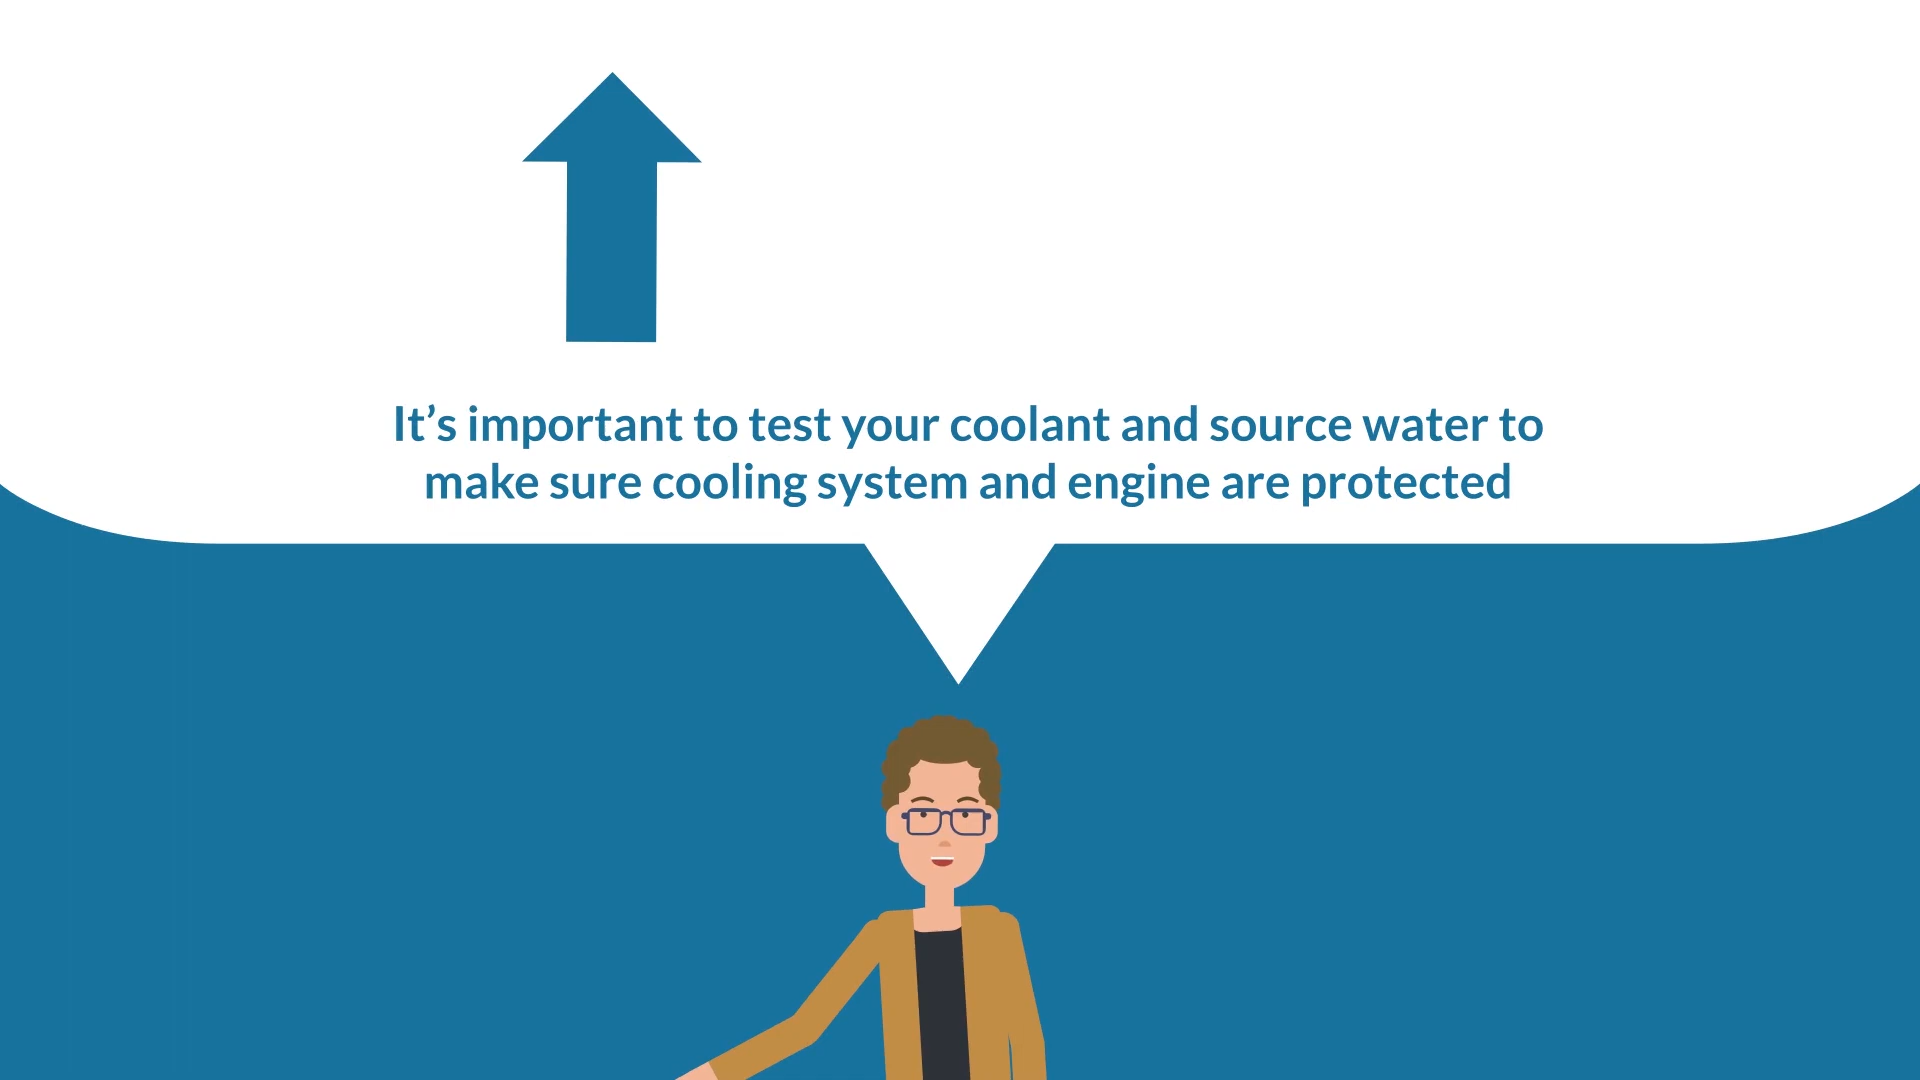 It’s important to test your coolant and source water to
make sure cooling system and engine are protected